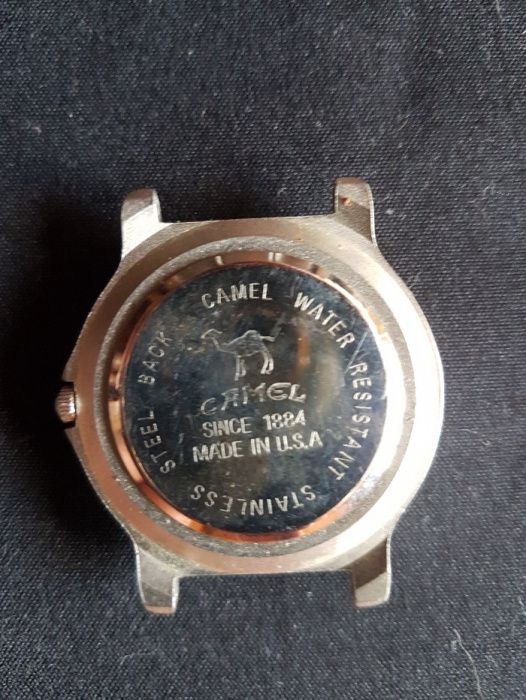 CAMEL WATER RESISTANT STAINLESS STEEL BACK
CAMEL
SINCE 1884
MADE IN U.S.A